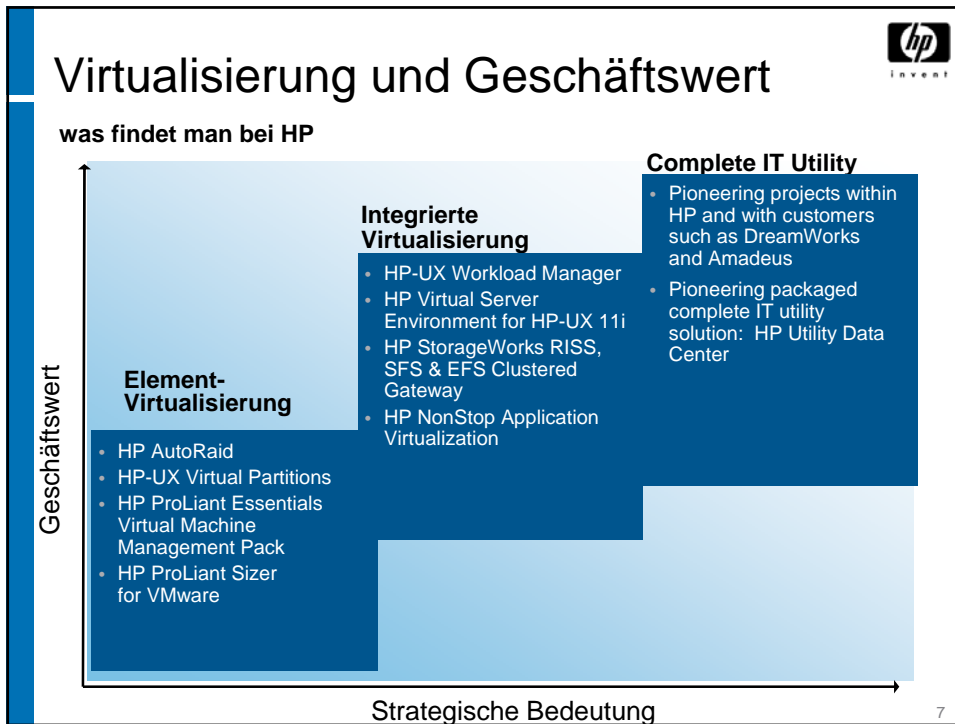 hp
invent
Virtualisierung und Geschäftswert
was findet man bei HP
Complete IT Utility
• Pioneering projects within
HP and with customers
such as DreamWorks
and Amadeus
• Pioneering packaged
complete IT utility
solution: HP Utility Data
Center
Integrierte
Virtualisierung
• HP-UX Workload Manager
• HP Virtual Server
Environment for HP-UX 11i
• HP StorageWorks RISS,
SFS & EFS Clustered
Gateway
• HP NonStop Application
Virtualization
Element-
Virtualisierung
• HP AutoRaid
• HP-UX Virtual Partitions
• HP ProLiant Essentials
Virtual Machine
Management Pack
• HP ProLiant Sizer
for VMware
Geschäftswert
Strategische Bedeutung
7